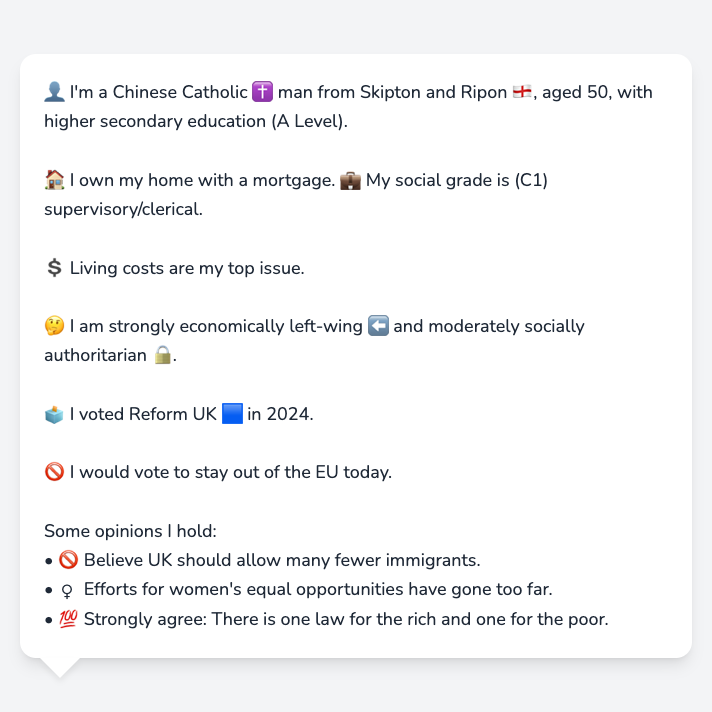 👤 I'm a Chinese Catholic ✝️ man from Skipton and Ripon 🏴󠁧󠁢󠁥󠁮󠁧󠁿, aged 50, with
higher secondary education (A Level).
🏠 I own my home with a mortgage. 💼 My social grade is (C1)
supervisory/clerical.
💲 Living costs are my top issue.
🤔 I am strongly economically left-wing ⬅️ and moderately socially
authoritarian 🔒.
🗳️ I voted Reform UK 🟦 in 2024.
🚫 I would vote to stay out of the EU today.
Some opinions I hold:
• 🚫 Believe UK should allow many fewer immigrants.
• ♀ Efforts for women's equal opportunities have gone too far.
• 💯 Strongly agree: There is one law for the rich and one for the poor.